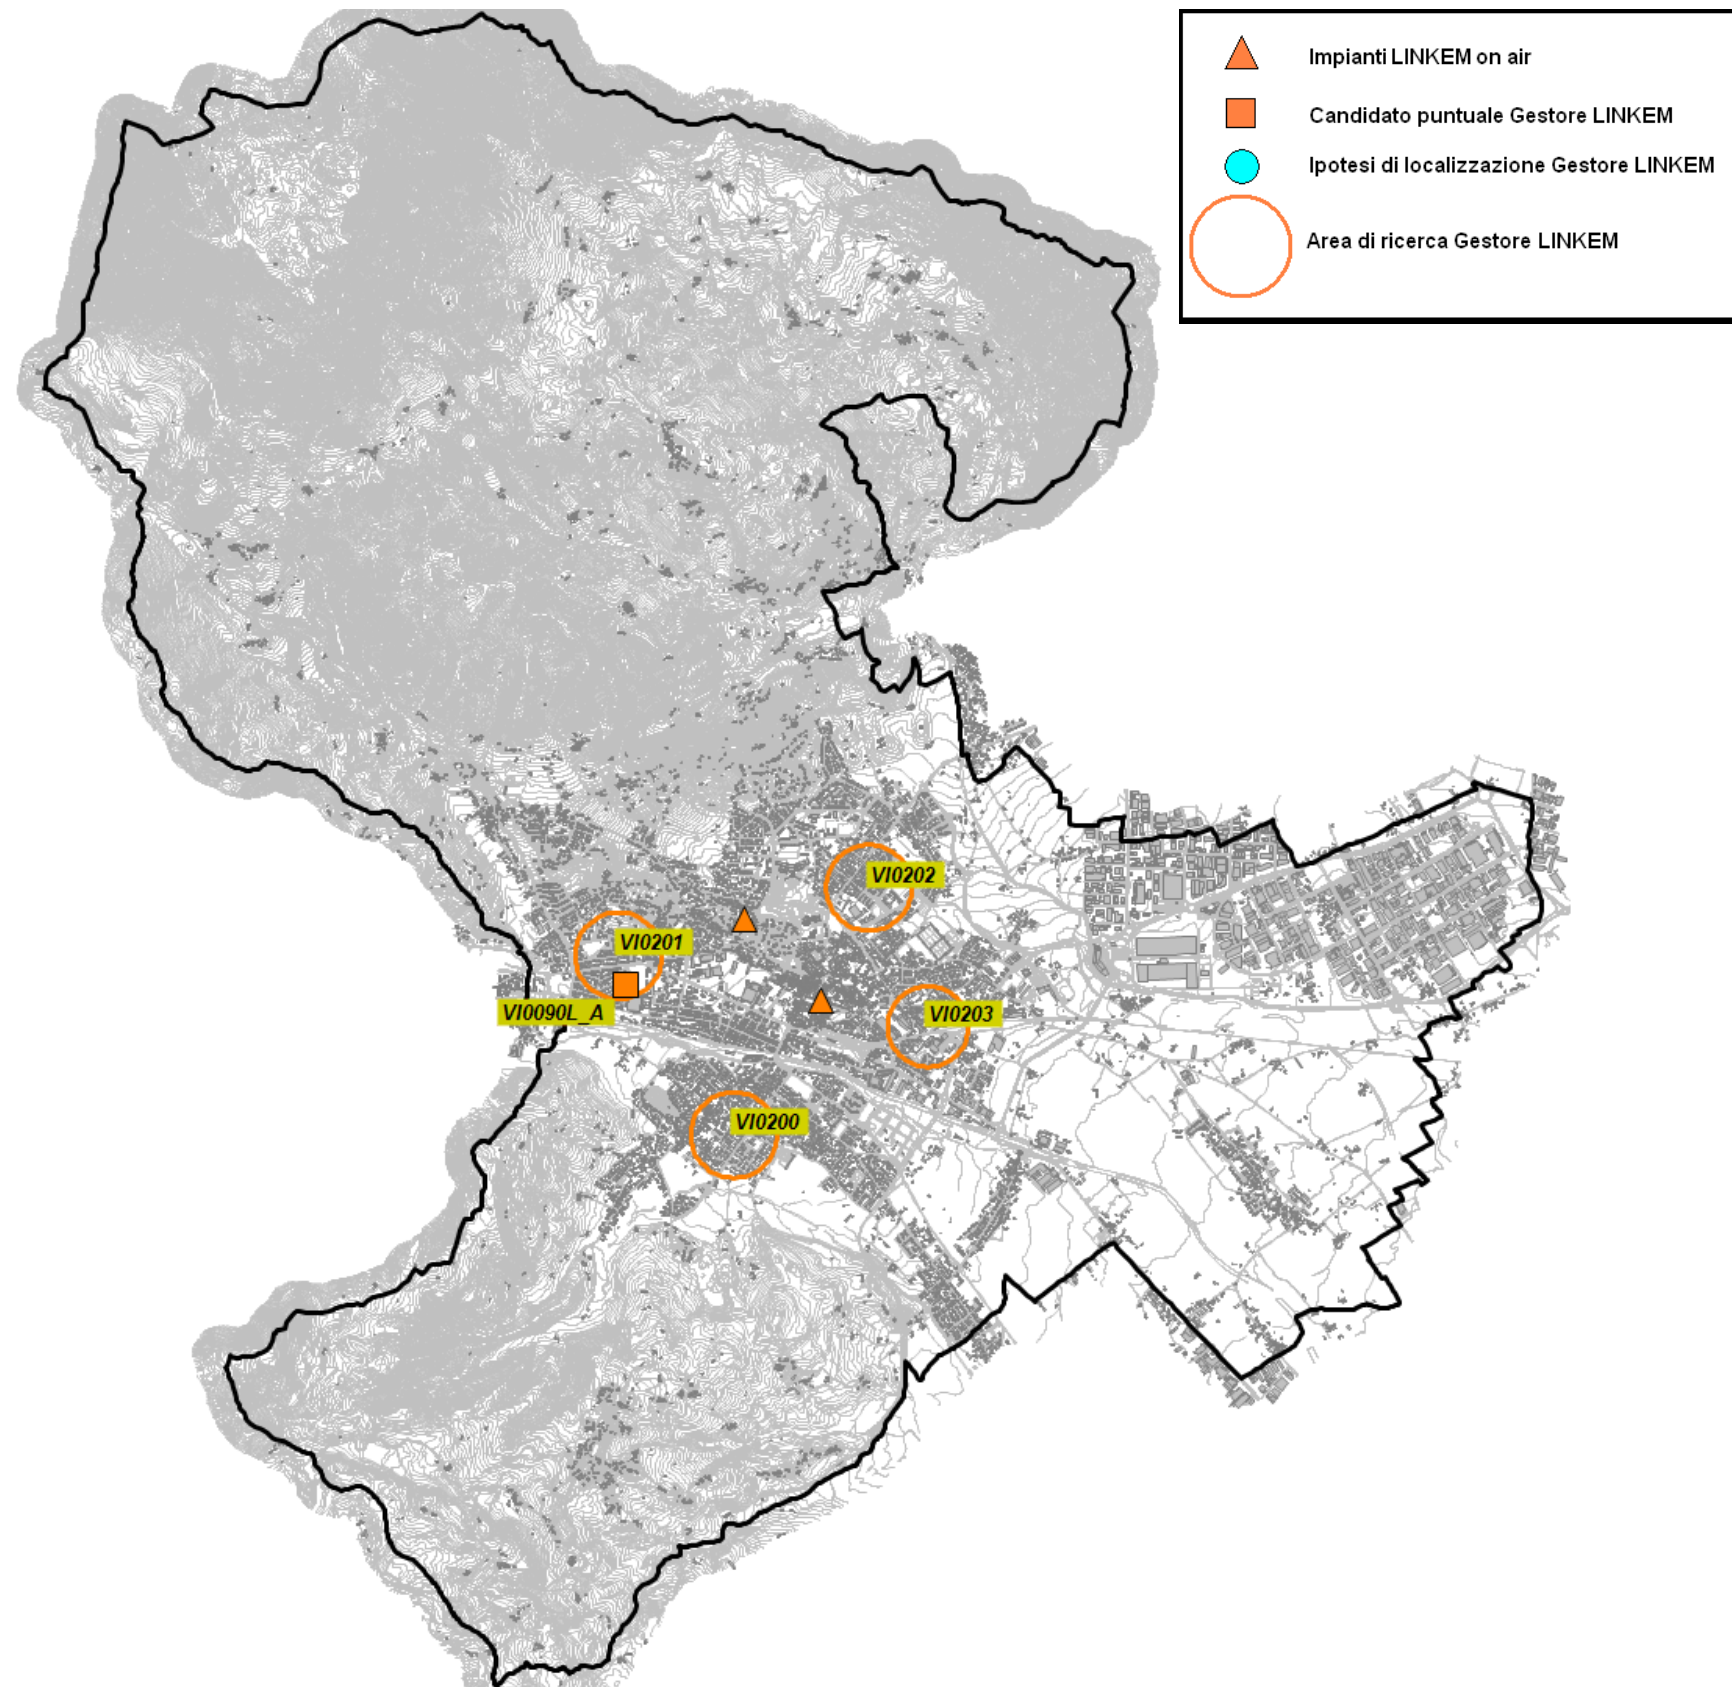 Impianti LINKEM on air
Candidato puntuale Gestore LINKEM
Ipotesi di localizzazione Gestore LINKEM
Area di ricerca Gestore LINKEM
VI0202
VI0201
VI0090L_A
VI0203
VI0200